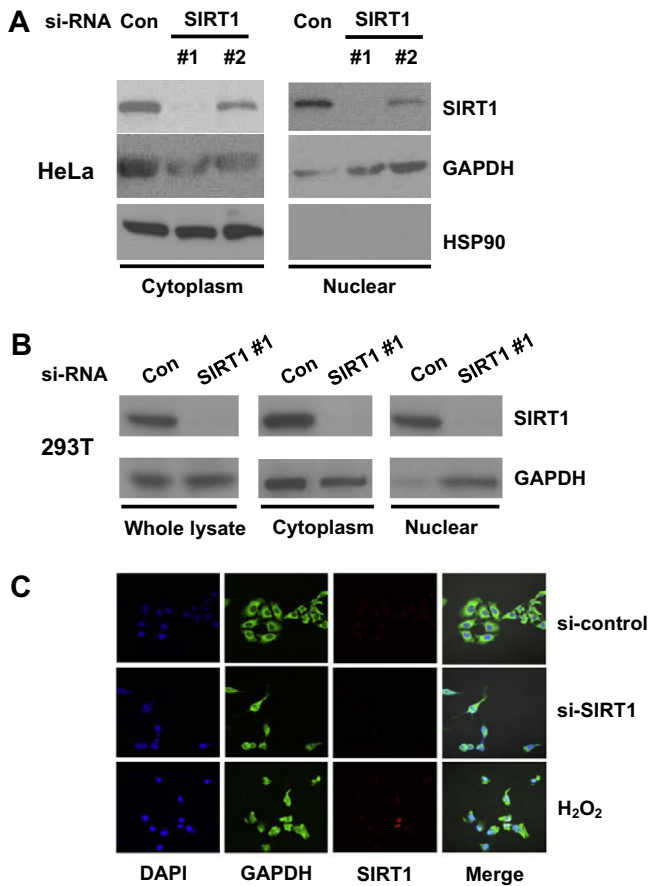 A
si-RNA Con SIRT1 Con SIRT1
#1 #2 #1 #2
SIRT1
HeLa GAPDH
HSP90
Cytoplasm Nuclear
B
si-RNA Con SIRT1 #1 Con SIRT1 #1 Con SIRT1 #1
SIRT1
293T
GAPDH
Whole lysate Cytoplasm Nuclear
C
si-control
si-SIRT1
H₂O₂
DAPI GAPDH SIRT1 Merge